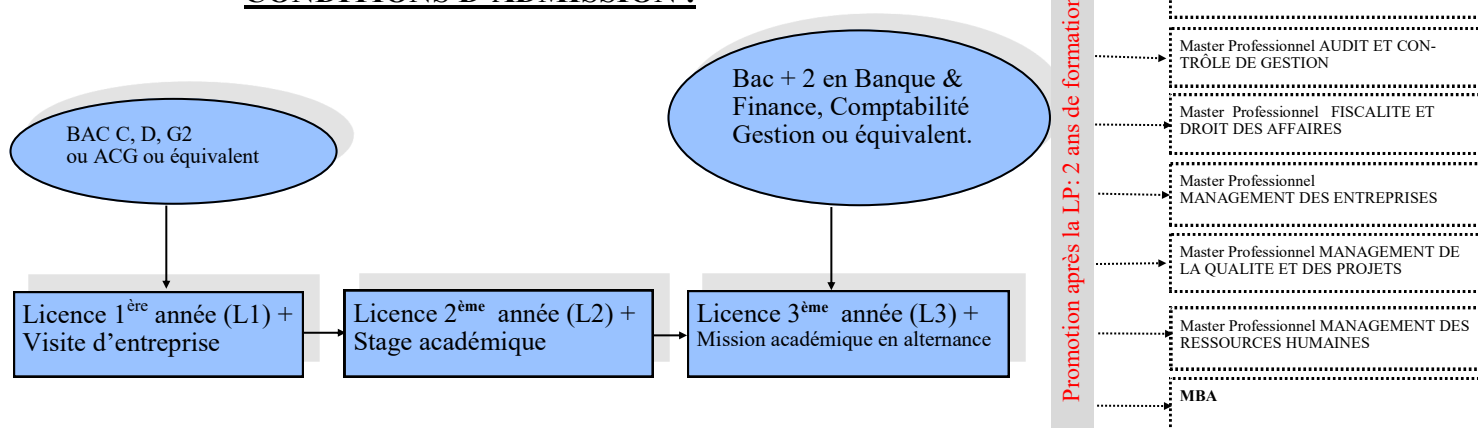 CONDITIONS D'ADMISSION :
BAC C, D, G2
ou ACG ou équivalent
Bac + 2 en Banque &
Finance, Comptabilité
Gestion ou équivalent.
Licence 1ère année (L1) +
Visite d'entreprise
Licence 2ème année (L2) +
Stage académique
Licence 3ème année (L3) +
Mission académique en alternance
Promotion après la LP: 2 ans de formation
Master Professionnel AUDIT ET CON-
TRÔLE DE GESTION
Master Professionnel FISCALITE ET
DROIT DES AFFAIRES
Master Professionnel
MANAGEMENT DES ENTREPRISES
Master Professionnel MANAGEMENT DE
LA QUALITE ET DES PROJETS
Master Professionnel MANAGEMENT DES
RESSOURCES HUMAINES
MBA